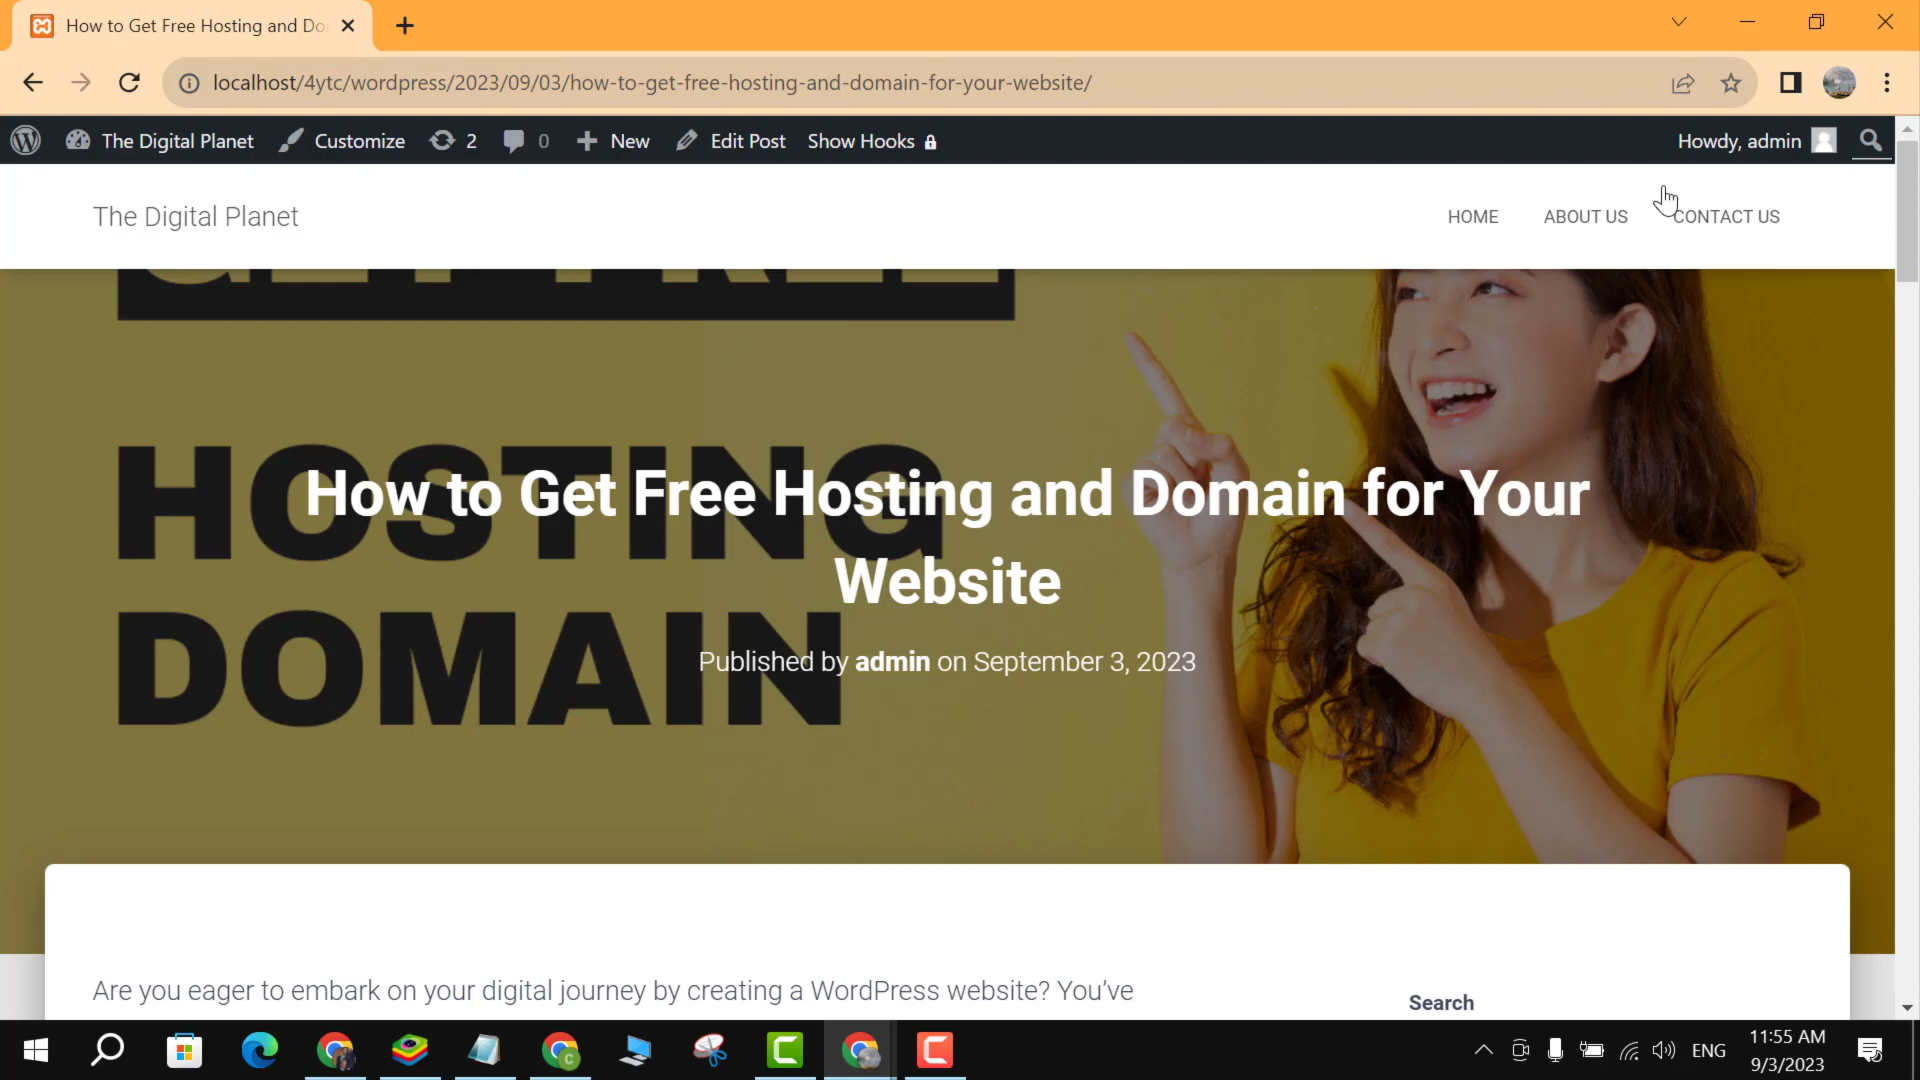 How to Get Free Hosting and Do
localhost/4ytc/wordpress/2023/09/03/how-to-get-free-hosting-and-domain-for-your-website/
The Digital Planet
Customize
2
0
New
Edit Post
Show Hooks
Howdy, admin
The Digital Planet
HOME
ABOUT US
CONTACT US
GET FREE
HOSTING
DOMAIN
How to Get Free Hosting and Domain for Your
Website
Published by admin on September 3, 2023
Are you eager to embark on your digital journey by creating a WordPress website? You’ve
Search
ENG
11:55 AM
9/3/2023